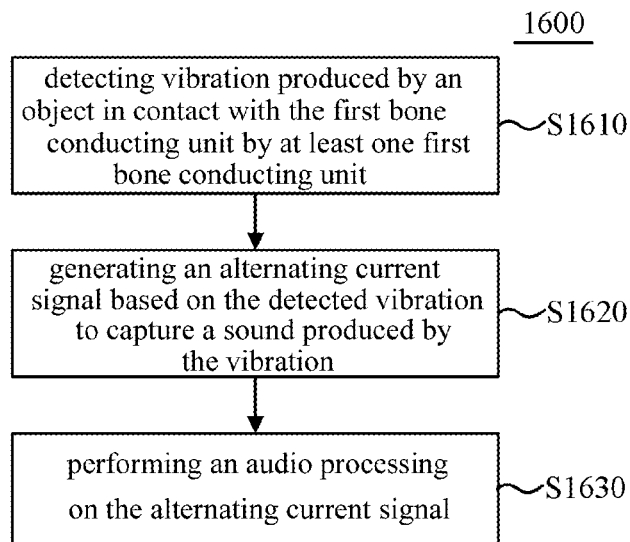 1600
detecting vibration produced by an
object in contact with the first bone
conducting unit by at least one first
bone conducting unit
S1610
generating an alternating current
signal based on the detected vibration
to capture a sound produced by
the vibration
S1620
performing an audio processing
on the alternating current signal
S1630